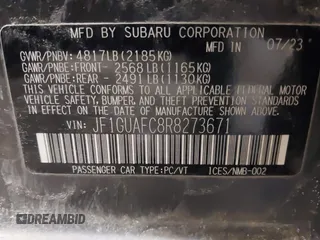 MFD BY SUBARU CORPORATION 07/23
GVWR/PNBV: 4817LB(2185KG)
GAWR/PNBE:FRONT- 2568LB(1165KG)
GAWR/PNBE:REAR - 2491LB(1130KG)
THIS VEHICLE CONFORMS TO ALL APPLICABLE FEDERAL MOTOR
VEHICLE SAFETY, BUMPER, AND THEFT PREVENTION STANDARDS
IN EFFECT ON THE DATE OF MANUFACTURE SHOWN ABOVE.
VIN: JF1GUAFC8R8273671
PASSENGER CAR TYPE:PC/VT ICES/NMB-002
DREAMBID